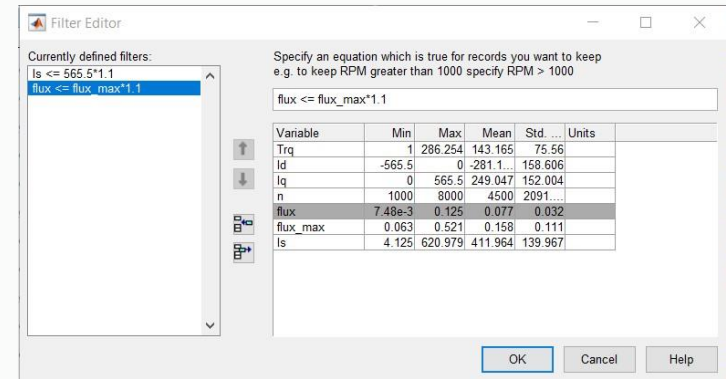 Filter Editor
Currently defined filters:
Is <= 565.5*1.1
flux <= flux_max*1.1
Specify an equation which is true for records you want to keep
e.g. to keep RPM greater than 1000 specify RPM > 1000
flux <= flux_max*1.1
Variable Min Max Mean Std. ... Units
Trq 1 286.254 143.165 75.56
Id -565.5 0 -281.1... 158.606
Iq 0 565.5 249.047 152.004
n 1000 8000 4500 2091....
flux 7.48e-3 0.125 0.077 0.032
flux_max 0.063 0.521 0.158 0.111
Is 4.125 620.979 411.964 139.967
OK Cancel Help